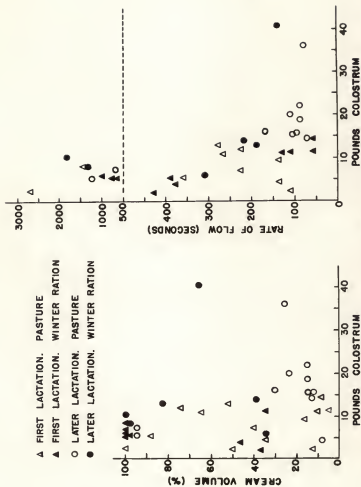 △ FIRST LACTATION, PASTURE
▲ FIRST LACTATION, WINTER RATION
○ LATER LACTATION, PASTURE
● LATER LACTATION, WINTER RATION
100
80
60
40
20
0
CREAM VOLUME (%)
10
20
30
40
POUNDS COLOSTRUM
3000
2000
1000
500
300
100
RATE OF FLOW (SECONDS)
0
10
20
30
40
POUNDS COLOSTRUM